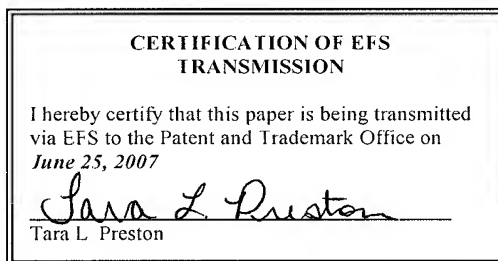 CERTIFICATION OF EFS
TRANSMISSION
I hereby certify that this paper is being transmitted
via EFS to the Patent and Trademark Office on
June 25, 2007
Tara L. Preston
Tara L Preston